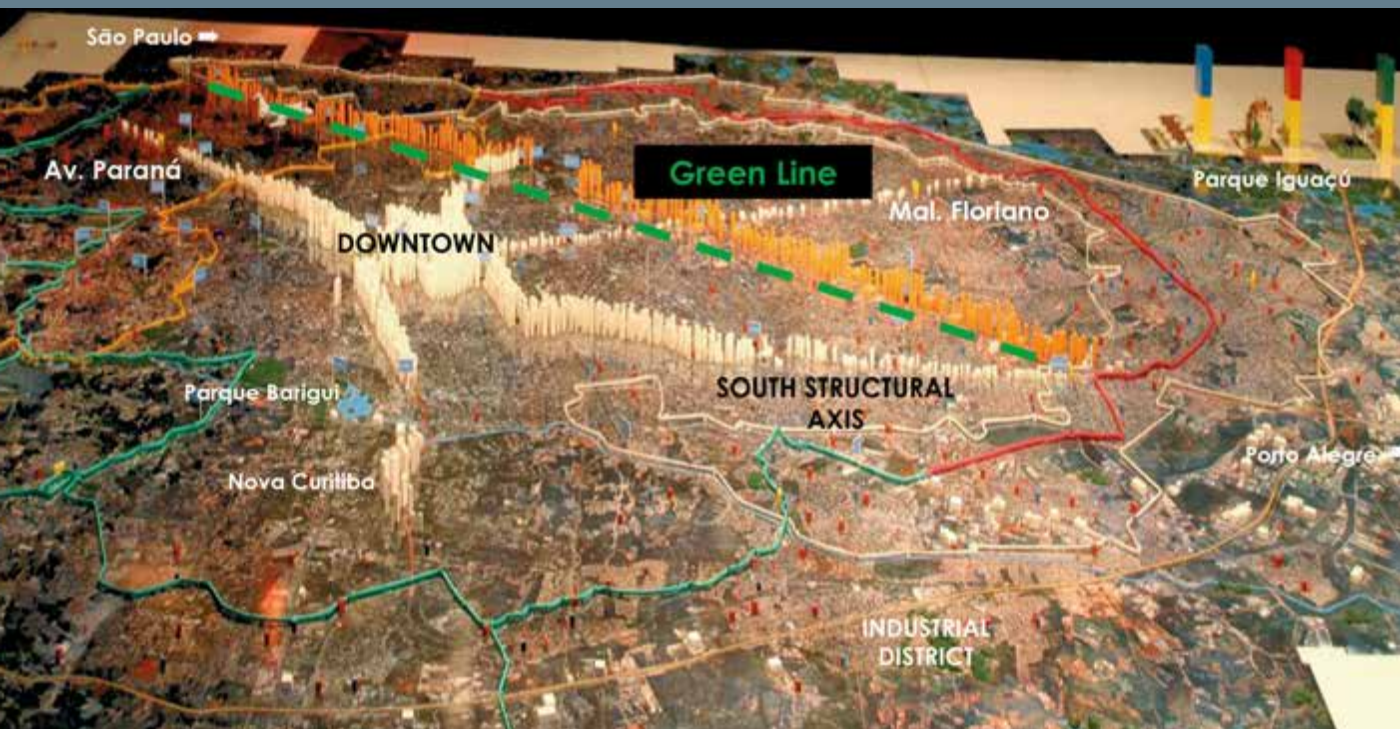 São Paulo ➡
Av. Paraná
Green Line
Parque Iguaçú
Mal. Floriano
DOWNTOWN
SOUTH STRUCTURAL
AXIS
Parque Barigui
Nova Curitiba
Porto Alegre
INDUSTRIAL
DISTRICT